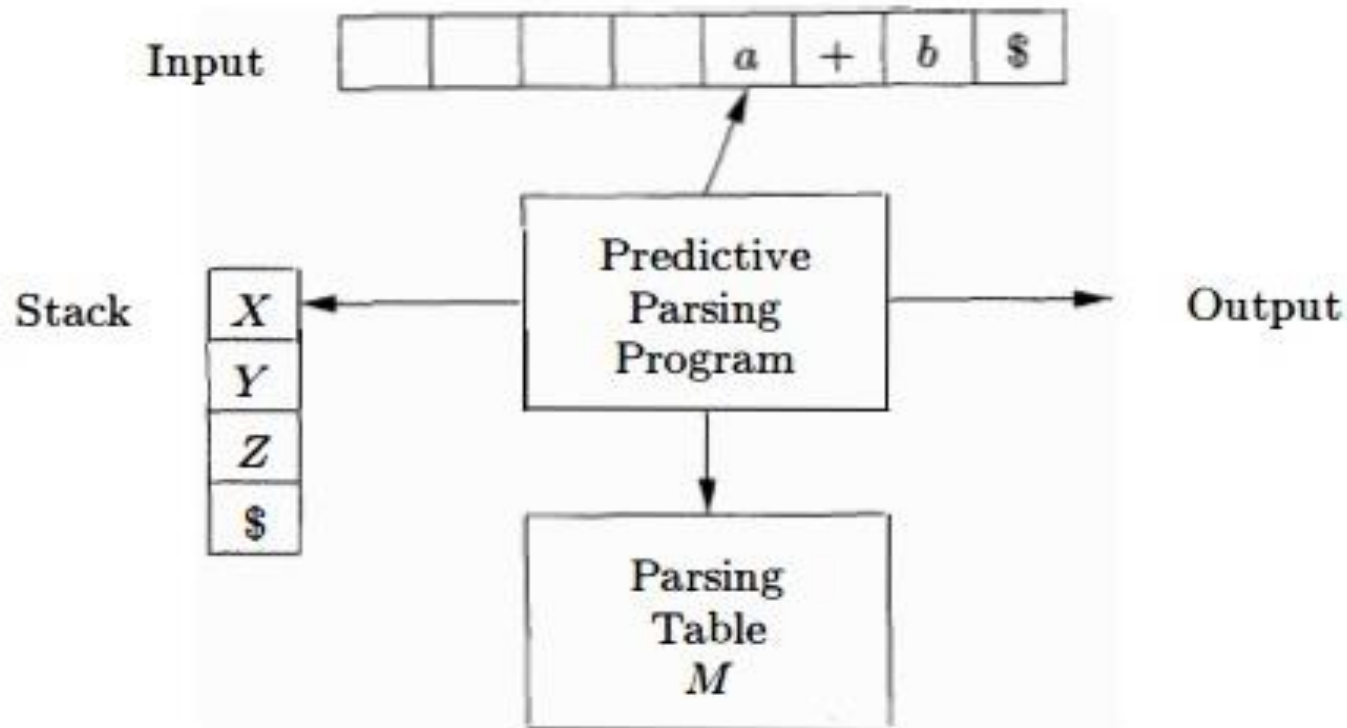 Input a + b $
Predictive
Parsing
Program
Stack X
Y
Z
$
Output
Parsing
Table
M